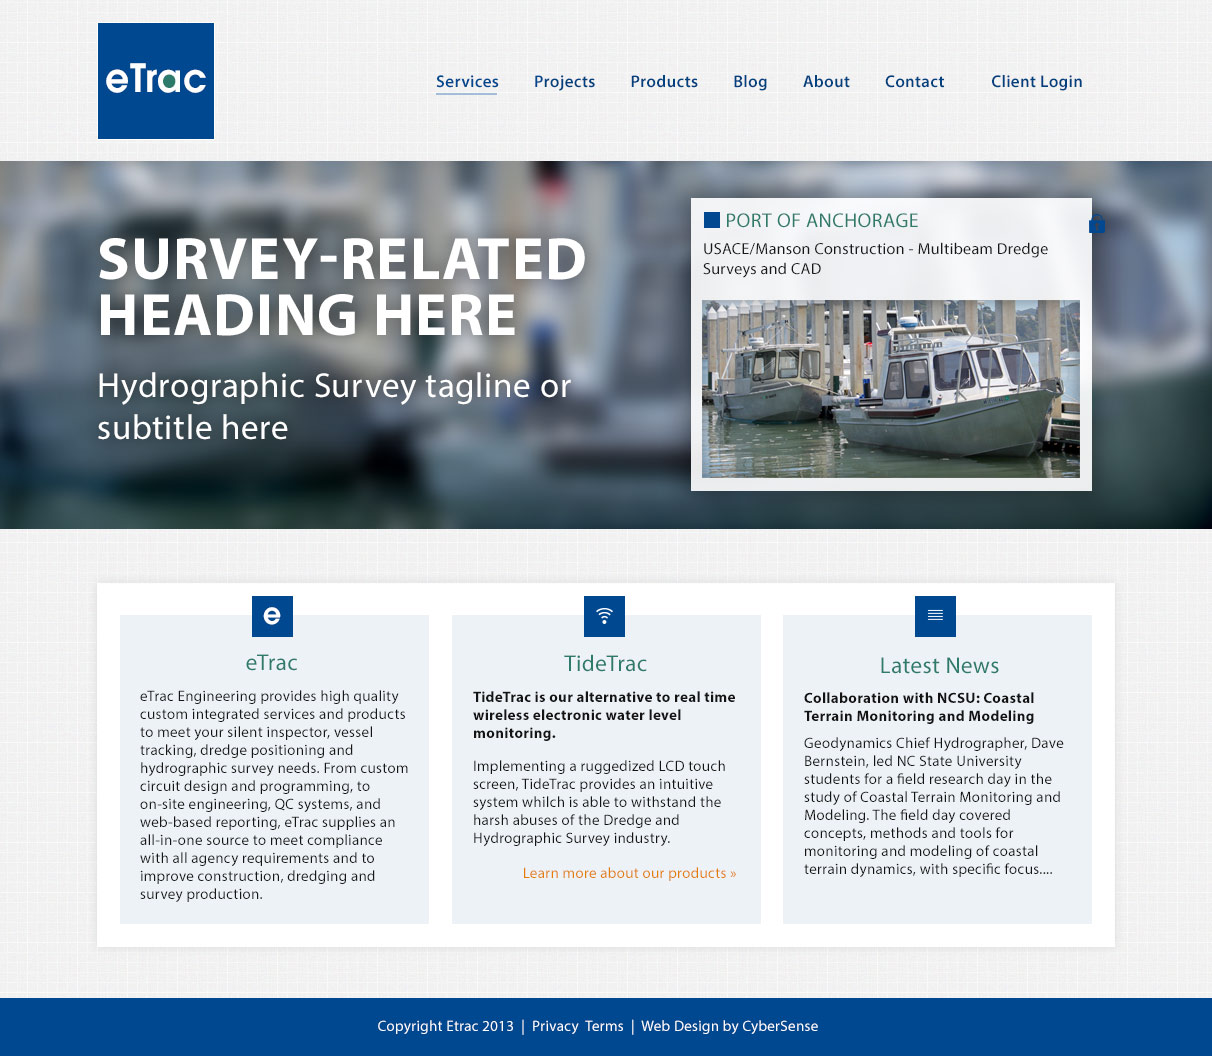 eTrac
Services Projects Products Blog About Contact Client Login
SURVEY-RELATED
HEADING HERE
Hydrographic Survey tagline or
subtitle here
PORT OF ANCHORAGE
USACE/Manson Construction - Multibeam Dredge
Surveys and CAD
e
eTrac
eTrac Engineering provides high quality
custom integrated services and products
to meet your silent inspector, vessel
tracking, dredge positioning and
hydrographic survey needs. From custom
circuit design and programming, to
on-site engineering, QC systems, and
web-based reporting, eTrac supplies an
all-in-one source to meet compliance
with all agency requirements and to
improve construction, dredging and
survey production.
TideTrac
TideTrac is our alternative to real time
wireless electronic water level
monitoring.
Implementing a ruggedized LCD touch
screen, TideTrac provides an intuitive
system whilch is able to withstand the
harsh abuses of the Dredge and
Hydrographic Survey industry.
Learn more about our products »
Latest News
Collaboration with NCSU: Coastal
Terrain Monitoring and Modeling
Geodynamics Chief Hydrographer, Dave
Bernstein, led NC State University
students for a field research day in the
study of Coastal Terrain Monitoring and
Modeling. The field day covered
concepts, methods and tools for
monitoring and modeling of coastal
terrain dynamics, with specific focus....
Copyright Etrac 2013 | Privacy Terms | Web Design by CyberSense